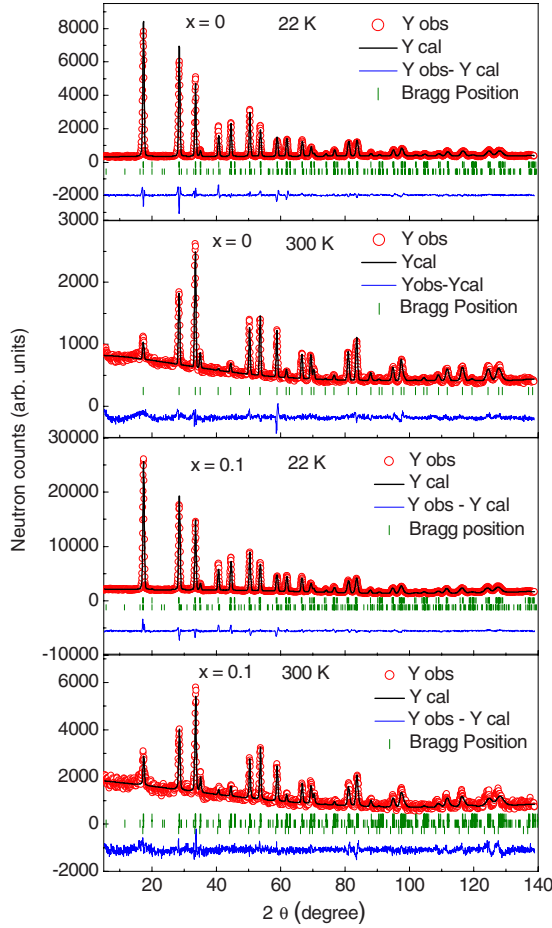 x = 0 22 K
Y obs
Y cal
Y obs- Y cal
Bragg Position
8000
6000
4000
2000
0
-2000
3000
x = 0 300 K
Y obs
Ycal
Yobs-Ycal
Bragg Position
2000
1000
0
30000
x = 0.1 22 K
Y obs
Y cal
Y obs - Y cal
Bragg position
20000
10000
0
-10000
x = 0.1 300 K
Y obs
Y cal
Y obs - Y cal
Bragg Position
6000
4000
2000
0
-2000
20 40 60 80 100 120 140
2 θ (degree)
Neutron counts (arb. units)